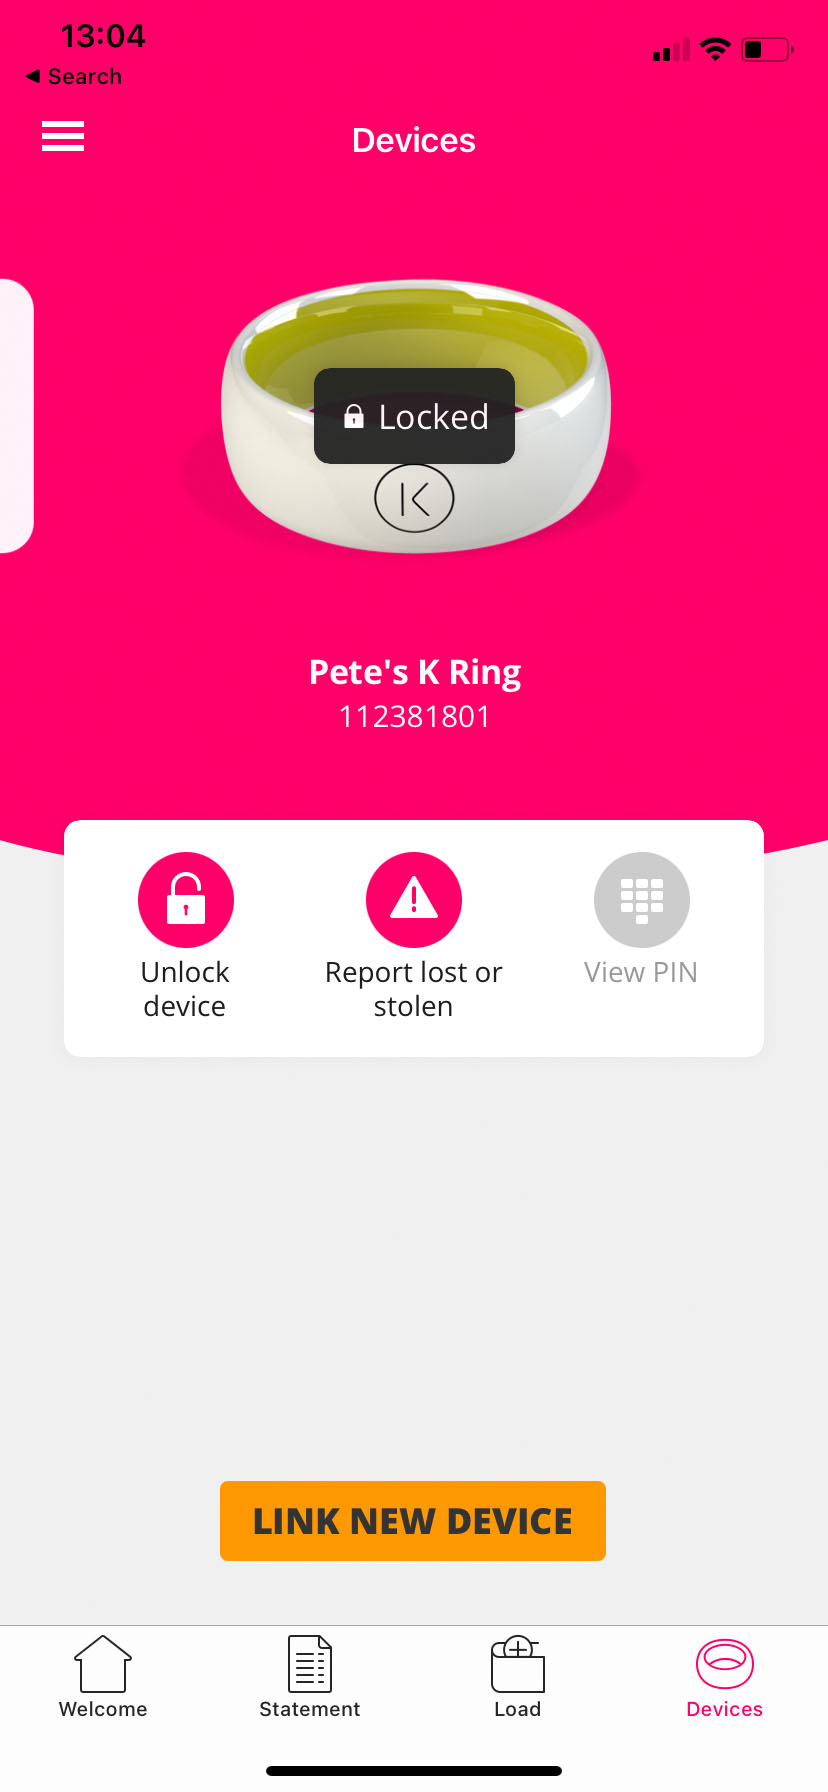 13:04
◀ Search
Devices
Locked
K
Pete's K Ring
112381801
Unlock
device
Report lost or
stolen
View PIN
LINK NEW DEVICE
Welcome
Statement
Load
Devices